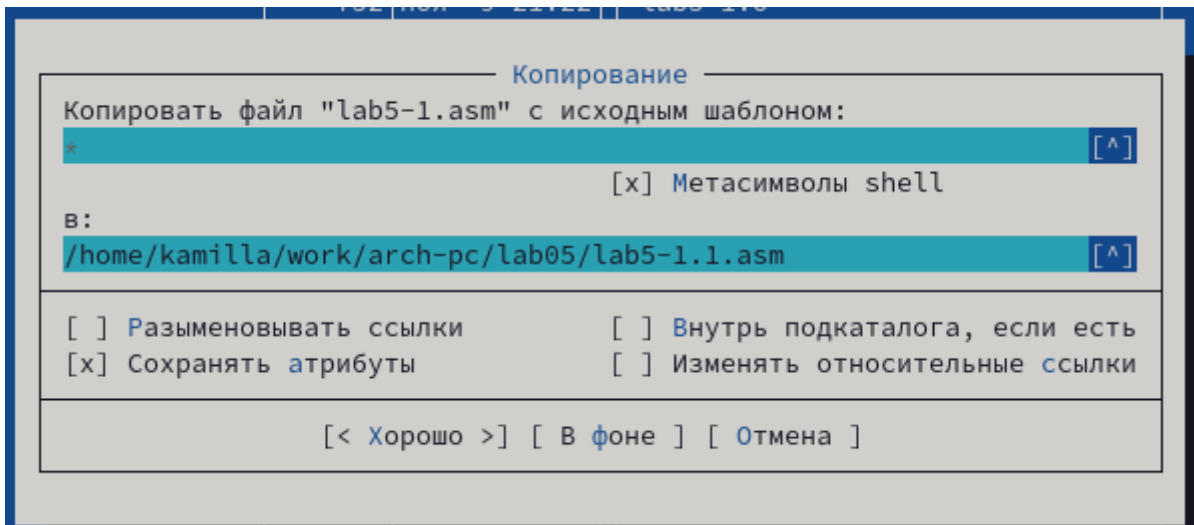 Копирование
Копировать файл "lab5-1.asm" с исходным шаблоном:
* [^]
[x] Метасимволы shell
в:
/home/kamilla/work/arch-pc/lab05/lab5-1.1.asm [^]
[ ] Разыменовывать ссылки [ ] Внутрь подкаталога, если есть
[x] Сохранять атрибуты [ ] Изменять относительные ссылки
[< Хорошо >] [ В фоне ] [ Отмена ]